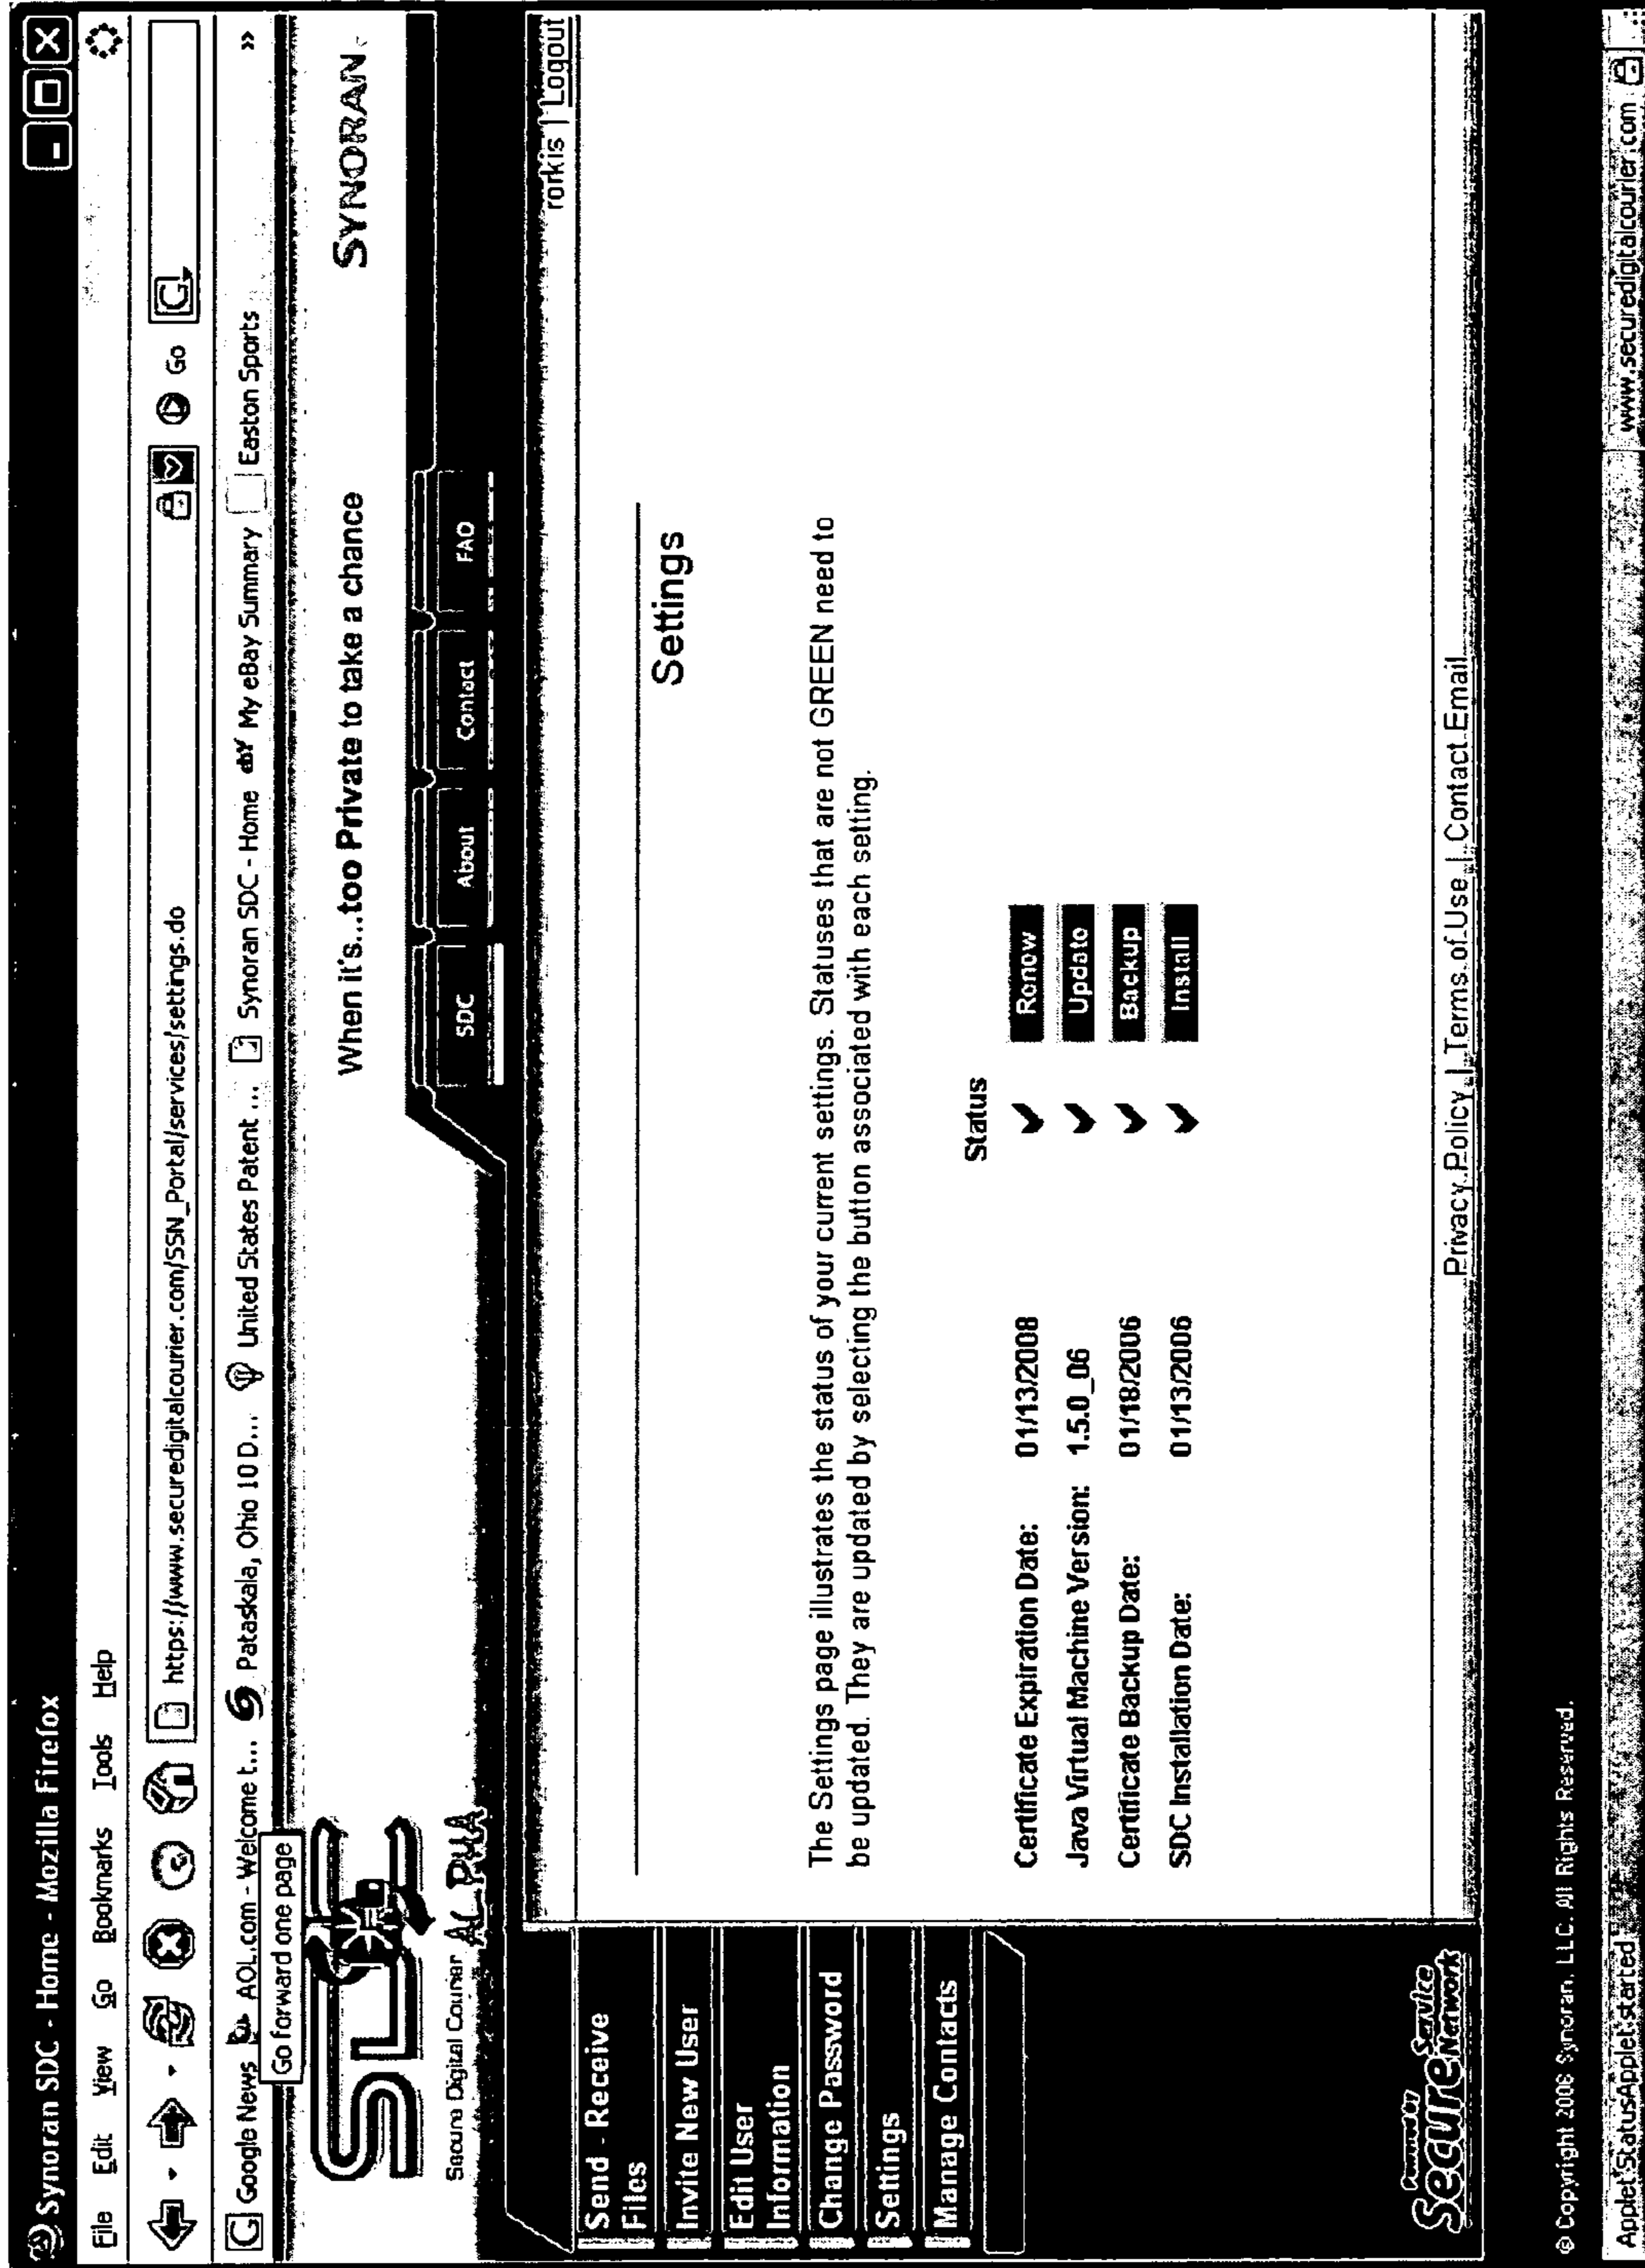 Synoran SDC - Home - Mozilla Firefox
File Edit View Go Bookmarks Tools Help
https://www.securedigitalcourier.com/SSN_Portal/services/settings.do
Go
G
G Google News AOL.com - Welcome t... Pataskala, Ohio 10 D... United States Patent ... Synoran SDC - Home My eBay Summary Easton Sports »
Go forward one page
When it's...too Private to take a chance
SYNORAN
Secure Digital Courier ALPHA
SDC About Contact FAQ
rorkis | Logout
Send - Receive
Files
Invite New User
Edit User
Information
Change Password
Settings
Manage Contacts
Settings
The Settings page illustrates the status of your current settings. Statuses that are not GREEN need to
be updated. They are updated by selecting the button associated with each setting.
Status
Certificate Expiration Date: 01/13/2008 Renew
Java Virtual Machine Version: 1.5.0_06 Update
Certificate Backup Date: 01/18/2006 Backup
SDC Installation Date: 01/13/2006 Install
Powered by
Secure Service
Network
Privacy Policy | Terms of Use | Contact Email
© Copyright 2006 Synoran, LLC. All Rights Reserved.
Applet StatusApplet started www.securedigitalcourier.com